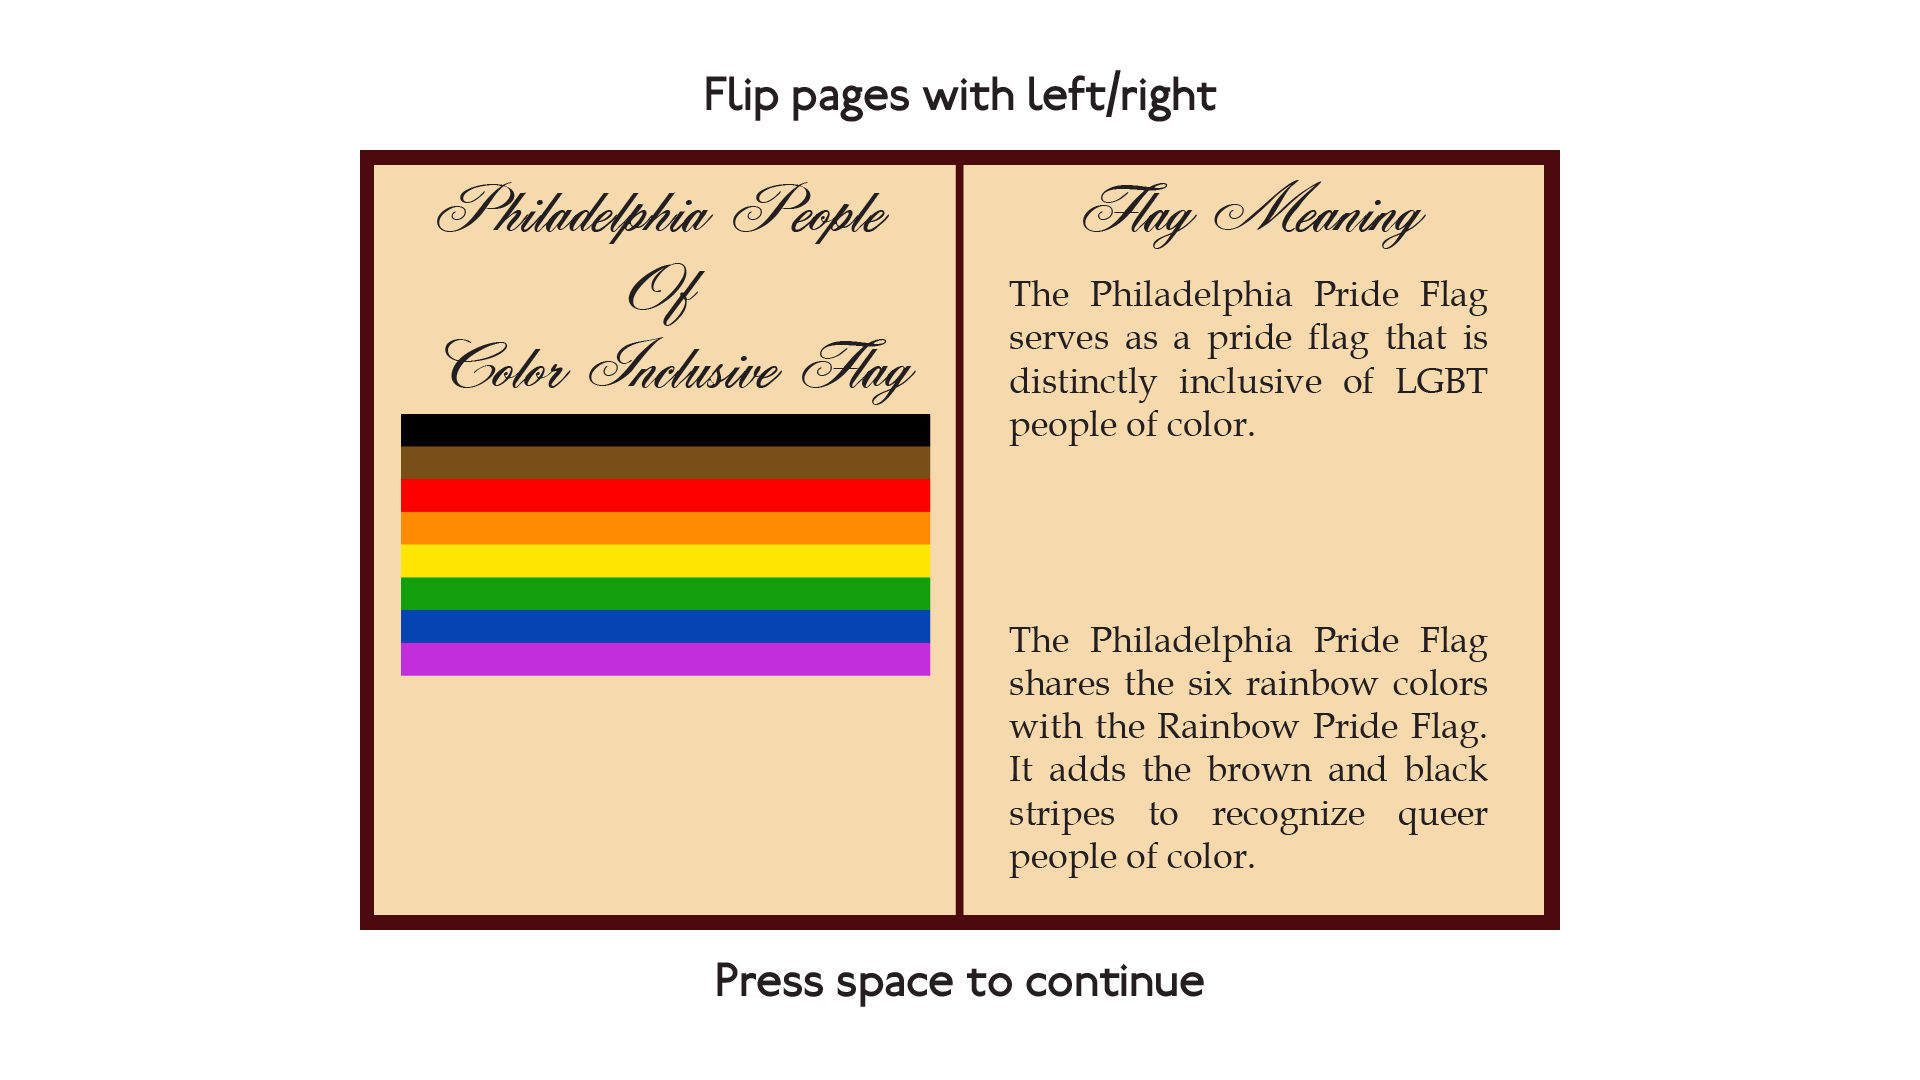 Flip pages with left/right
Philadelphia People
Of
Color Inclusive Flag
Flag Meaning
The Philadelphia Pride Flag
serves as a pride flag that is
distinctly inclusive of LGBT
people of color.
The Philadelphia Pride Flag
shares the six rainbow colors
with the Rainbow Pride Flag.
It adds the brown and black
stripes to recognize queer
people of color.
Press space to continue